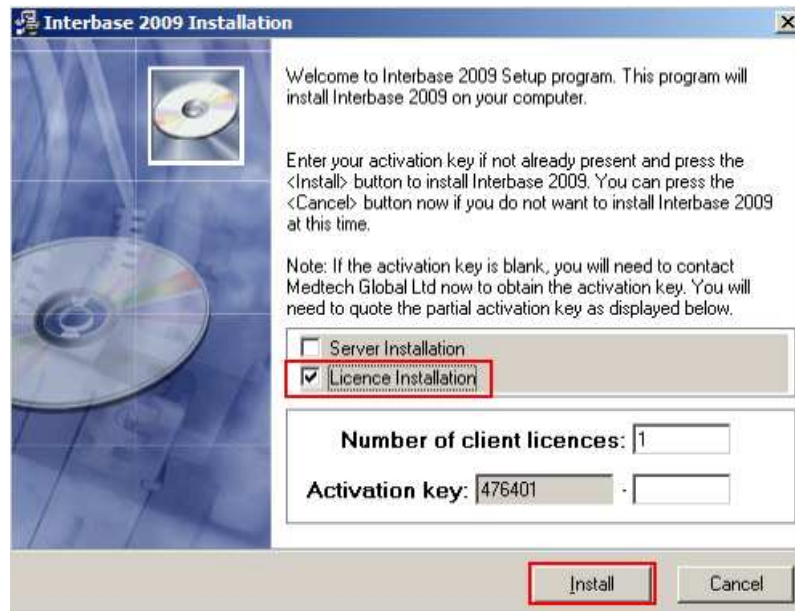 Interbase 2009 Installation
Welcome to Interbase 2009 Setup program. This program will
install Interbase 2009 on your computer.
Enter your activation key if not already present and press the
<Install> button to install Interbase 2009. You can press the
<Cancel> button now if you do not want to install Interbase 2009
at this time.
Note: If the activation key is blank, you will need to contact
Medtech Global Ltd now to obtain the activation key. You will
need to quote the partial activation key as displayed below.
Server Installation
Licence Installation
Number of client licences: 1
Activation key: 476401 -
Install Cancel